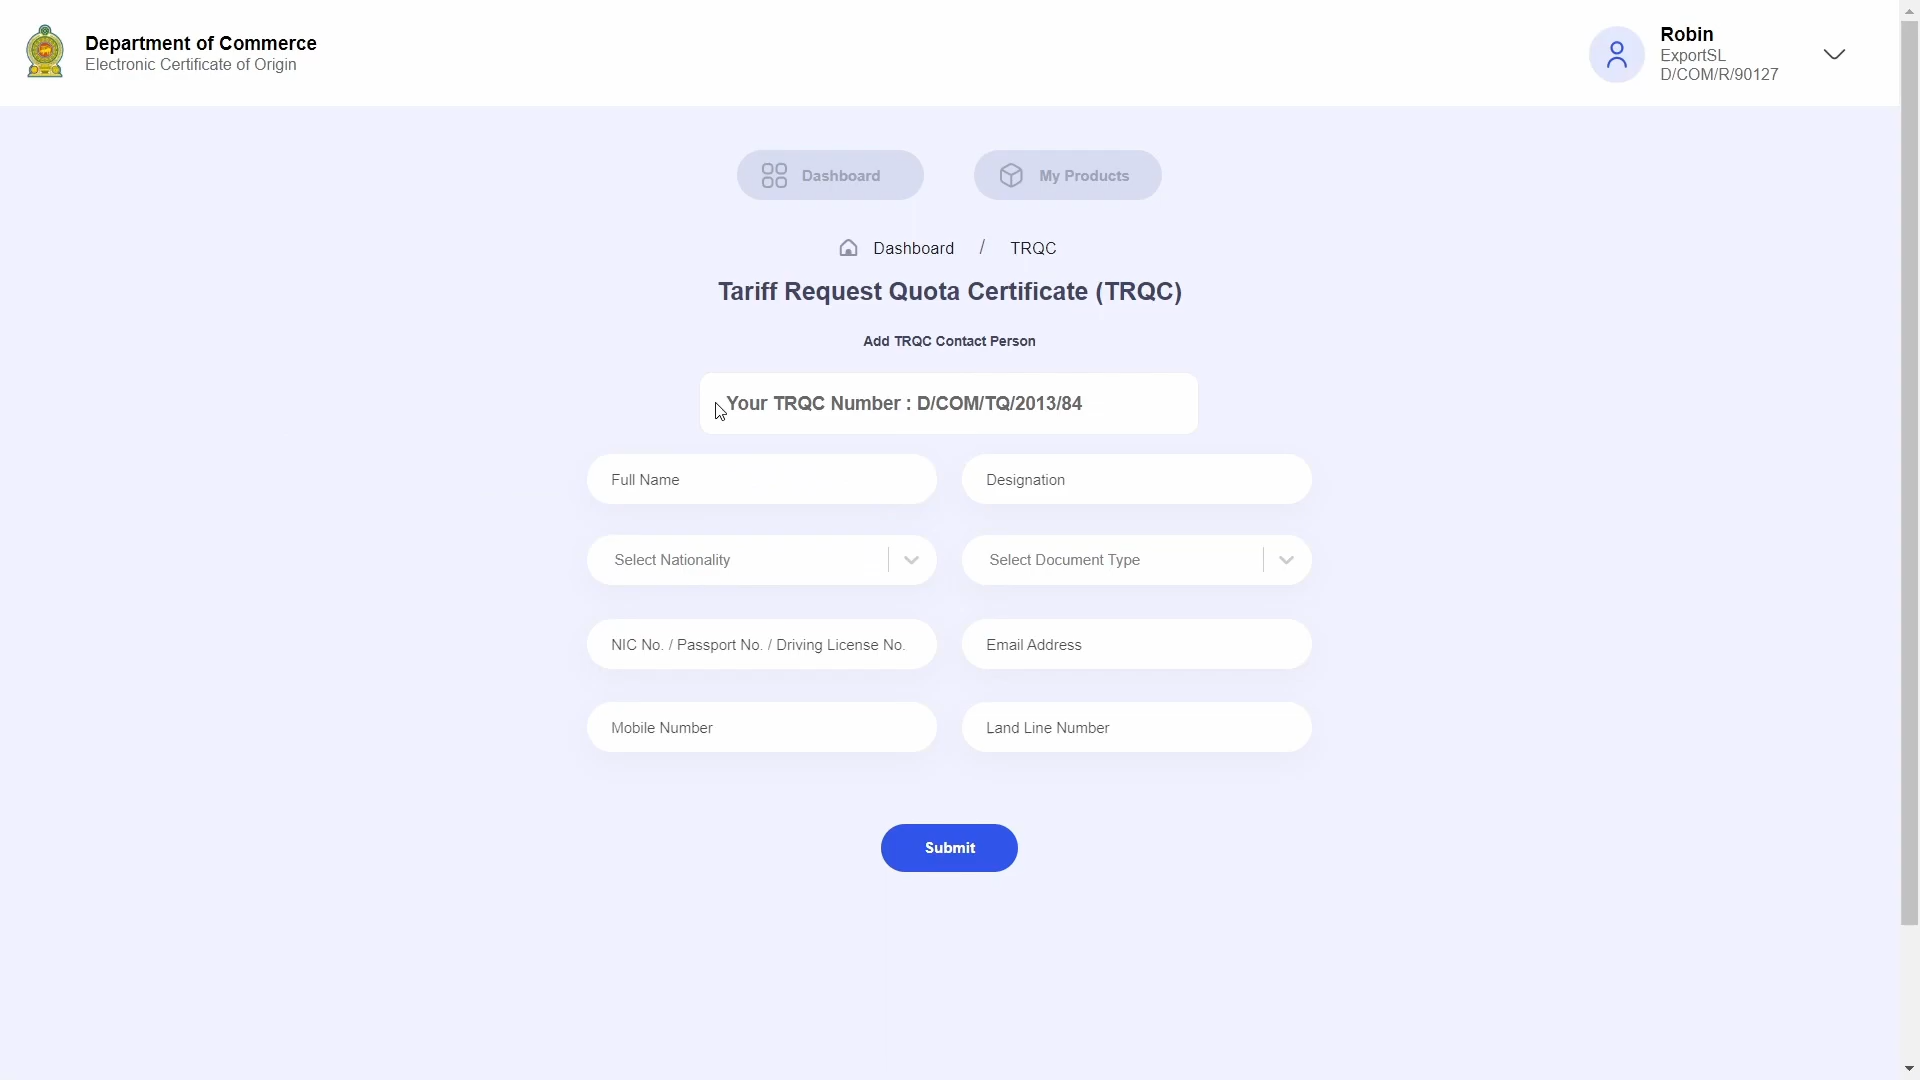 Department of Commerce
Electronic Certificate of Origin
Robin
ExportSL
D/COM/R/90127
Dashboard
My Products
Dashboard / TRQC
Tariff Request Quota Certificate (TRQC)
Add TRQC Contact Person
Your TRQC Number : D/COM/TQ/2013/84
Full Name
Designation
Select Nationality
Select Document Type
NIC No. / Passport No. / Driving License No.
Email Address
Mobile Number
Land Line Number
Submit